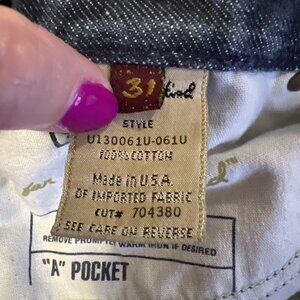 31
STYLE
U130061U-061U
100% COTTON
Made in U.S.A.
OF IMPORTED FABRIC
CUT# 704380
SEE CARE ON REVERSE
REMOVE PROMPTLY WARM IRON IF DESIRED
"A" POCKET